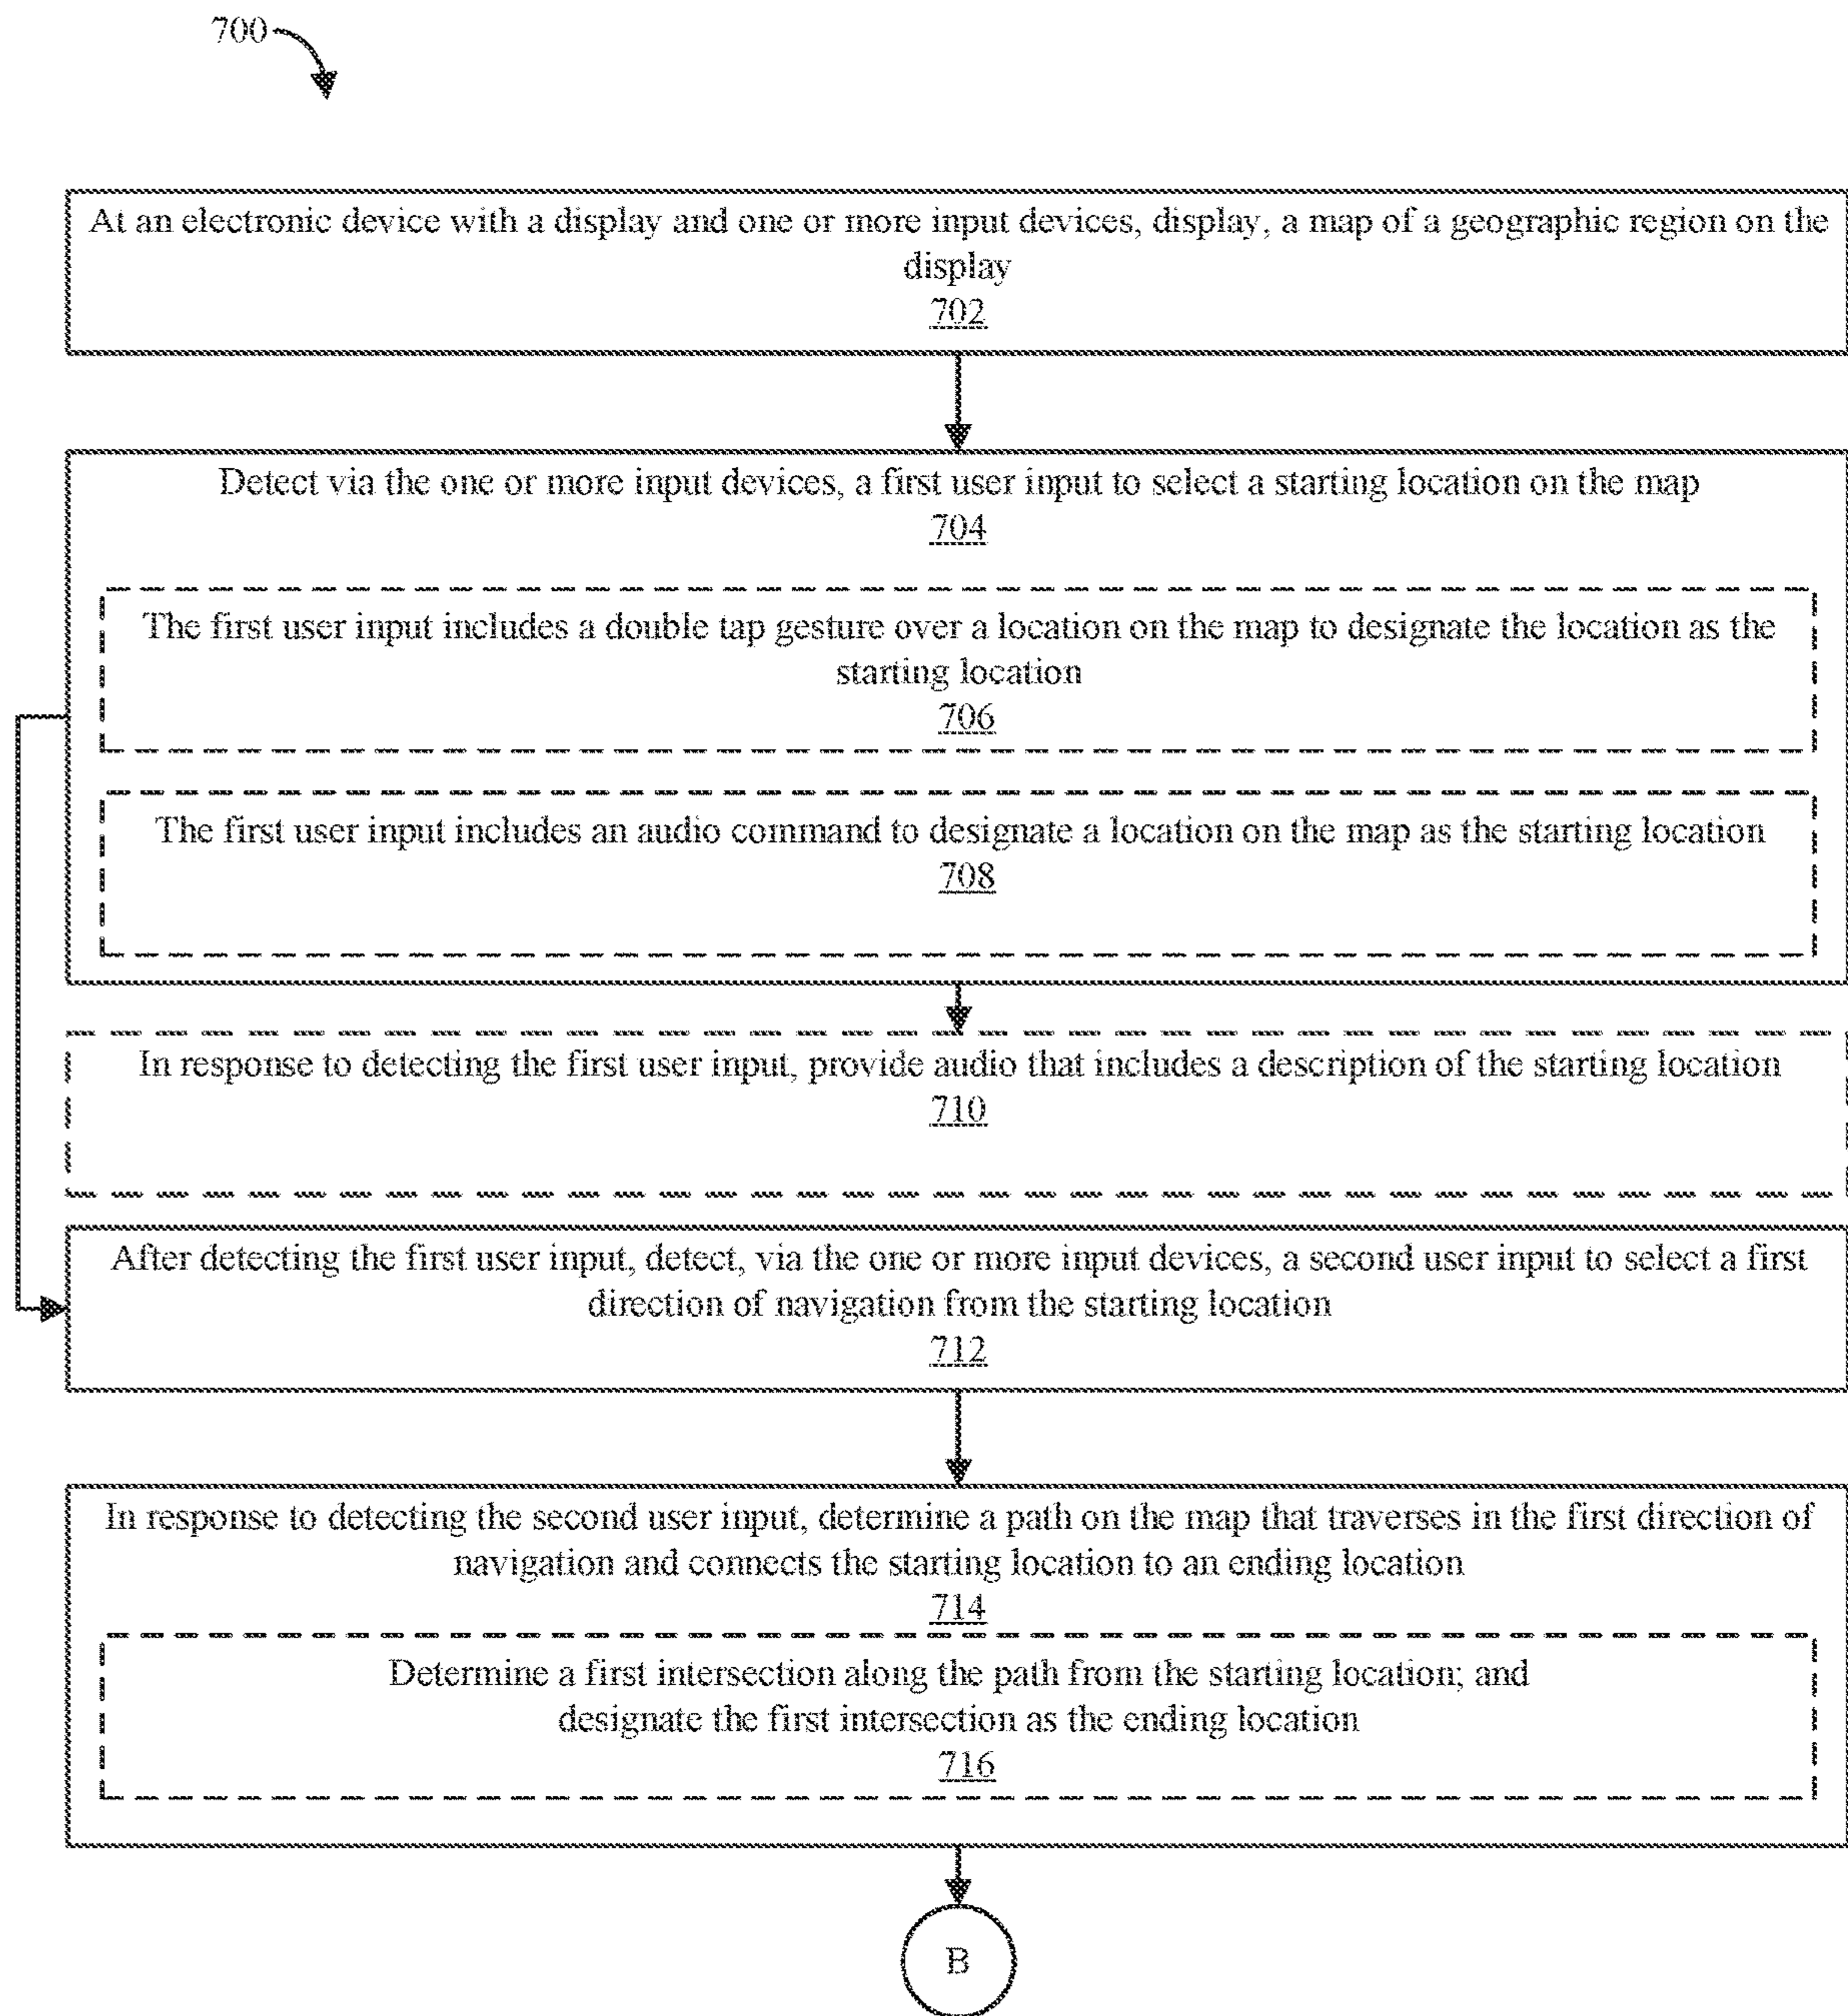 700
At an electronic device with a display and one or more input devices, display, a map of a geographic region on the
display
702
Detect via the one or more input devices, a first user input to select a starting location on the map
704
The first user input includes a double tap gesture over a location on the map to designate the location as the
starting location
706
The first user input includes an audio command to designate a location on the map as the starting location
708
In response to detecting the first user input, provide audio that includes a description of the starting location
710
After detecting the first user input, detect, via the one or more input devices, a second user input to select a first
direction of navigation from the starting location
712
In response to detecting the second user input, determine a path on the map that traverses in the first direction of
navigation and connects the starting location to an ending location
714
Determine a first intersection along the path from the starting location; and
designate the first intersection as the ending location
716
B